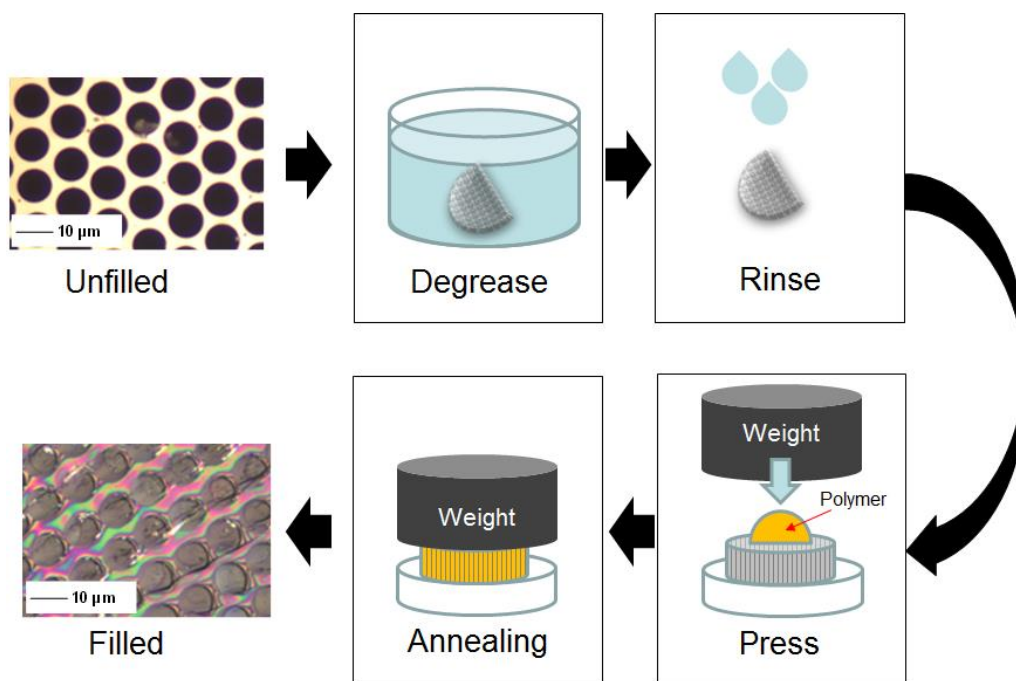 10 μm
Unfilled
Degrease
Rinse
Weight
Polymer
Press
Weight
Annealing
10 μm
Filled